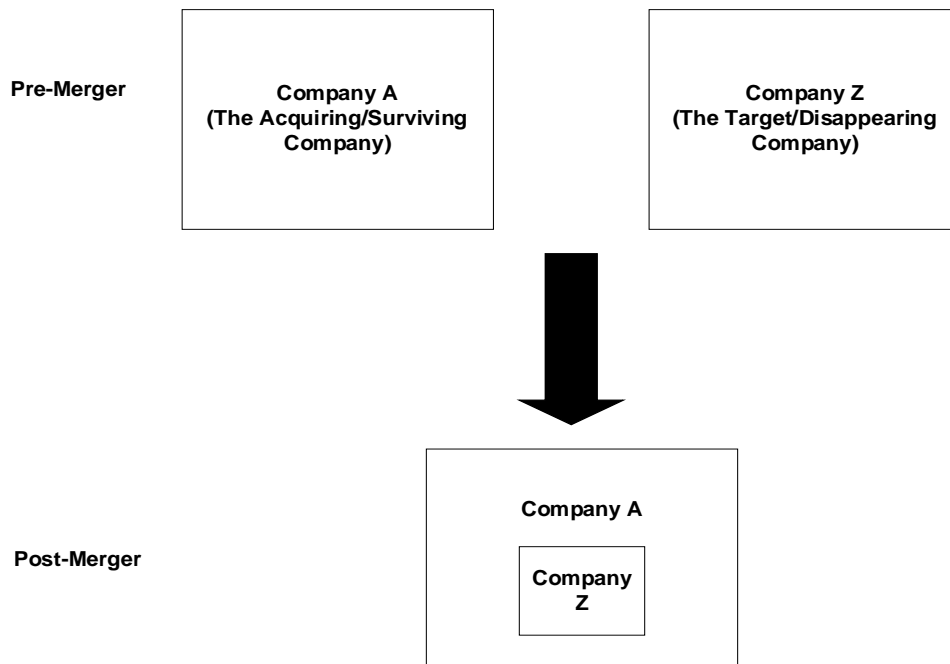 Pre-Merger
Company A
(The Acquiring/Surviving
Company)
Company Z
(The Target/Disappearing
Company)
Post-Merger
Company A
Company
Z